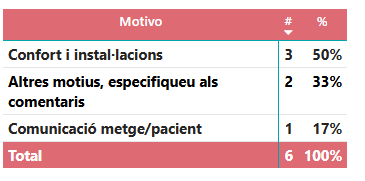 Motivo # %
Confort i instal·lacions 3 50%
Altres motius, especifiqueu als 2 33%
comentaris
Comunicació metge/pacient 1 17%
Total 6 100%